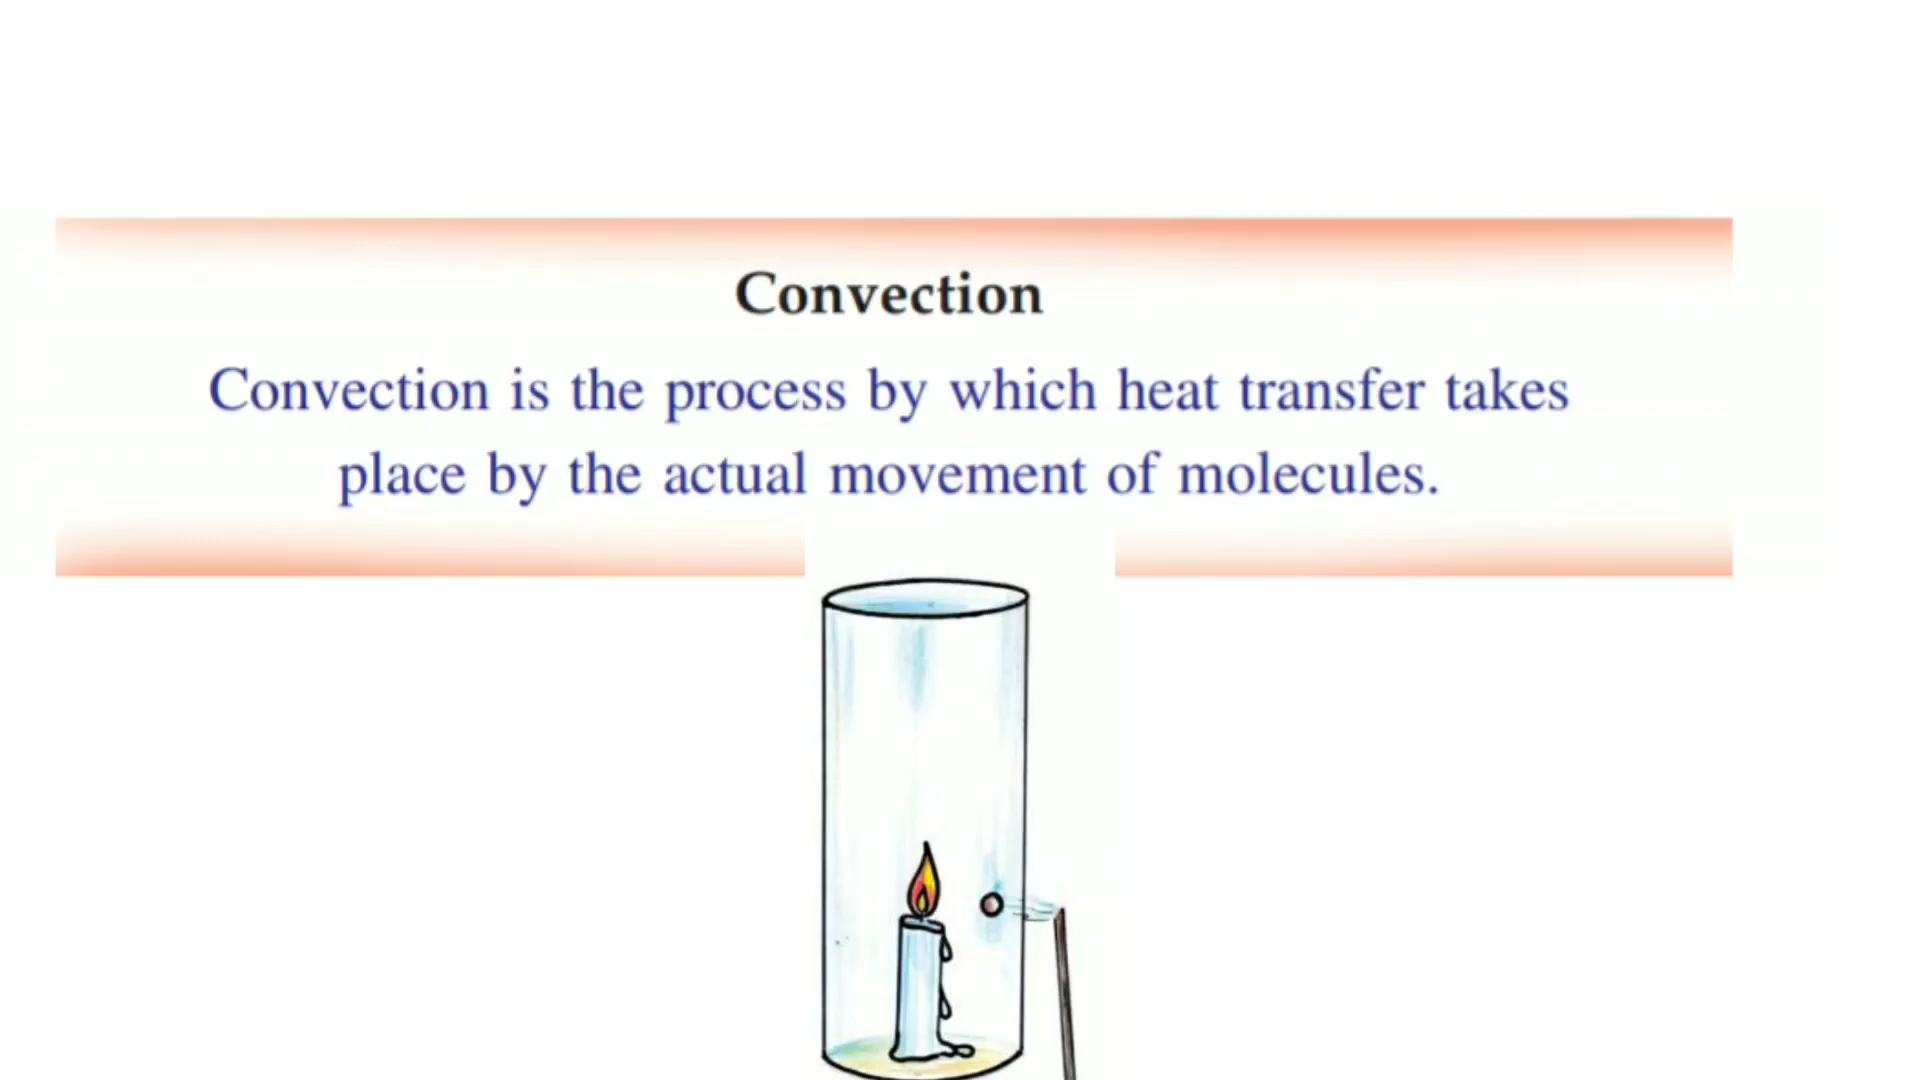 Convection
Convection is the process by which heat transfer takes
place by the actual movement of molecules.